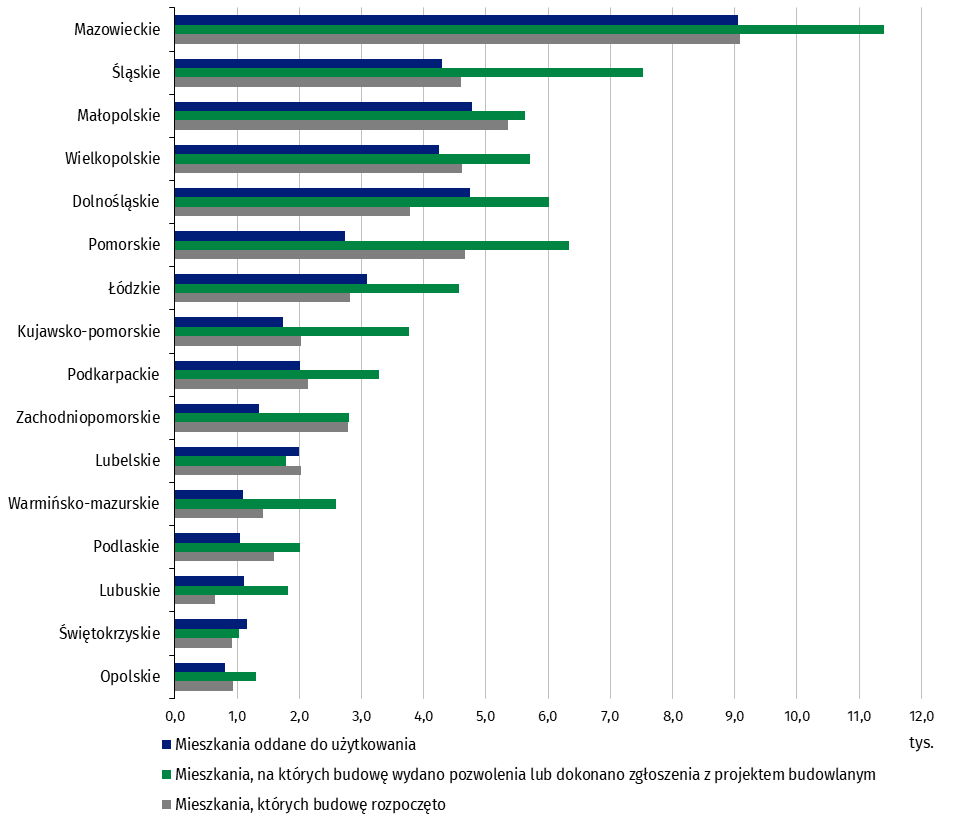 Mazowieckie
Śląskie
Małopolskie
Wielkopolskie
Dolnośląskie
Pomorskie
Łódzkie
Kujawsko-pomorskie
Podkarpackie
Zachodniopomorskie
Lubelskie
Warmińsko-mazurskie
Podlaskie
Lubuskie
Świętokrzyskie
Opolskie
0,0 1,0 2,0 3,0 4,0 5,0 6,0 7,0 8,0 9,0 10,0 11,0 12,0
tys.
Mieszkania oddane do użytkowania
Mieszkania, na których budowę wydano pozwolenia lub dokonano zgłoszenia z projektem budowlanym
Mieszkania, których budowę rozpoczęto